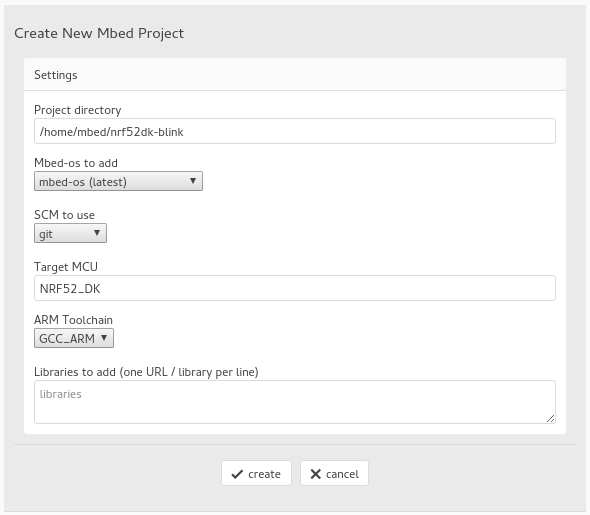 Create New Mbed Project
Settings
Project directory
/home/mbed/nrf52dk-blink
Mbed-os to add
mbed-os (latest)
SCM to use
git
Target MCU
NRF52_DK
ARM Toolchain
GCC_ARM
Libraries to add (one URL / library per line)
libraries
create cancel